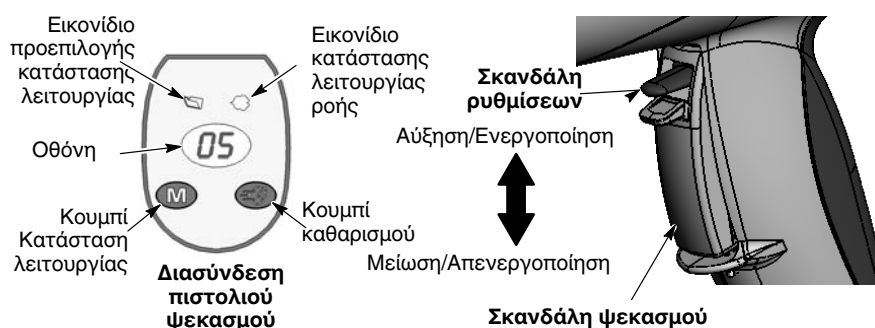 Εικονίδιο
προεπιλογής
κατάστασης
λειτουργίας
Εικονίδιο
κατάστασης
λειτουργίας
ροής
Οθόνη
05
M
Κουμπί
Κατάσταση
λειτουργίας
Κουμπί
καθαρισμού
Διασύνδεση
πιστολιού
ψεκασμού
Σκανδάλη
ρυθμίσεων
Αύξηση/Ενεργοποίηση
Μείωση/Απενεργοποίηση
Σκανδάλη ψεκασμού